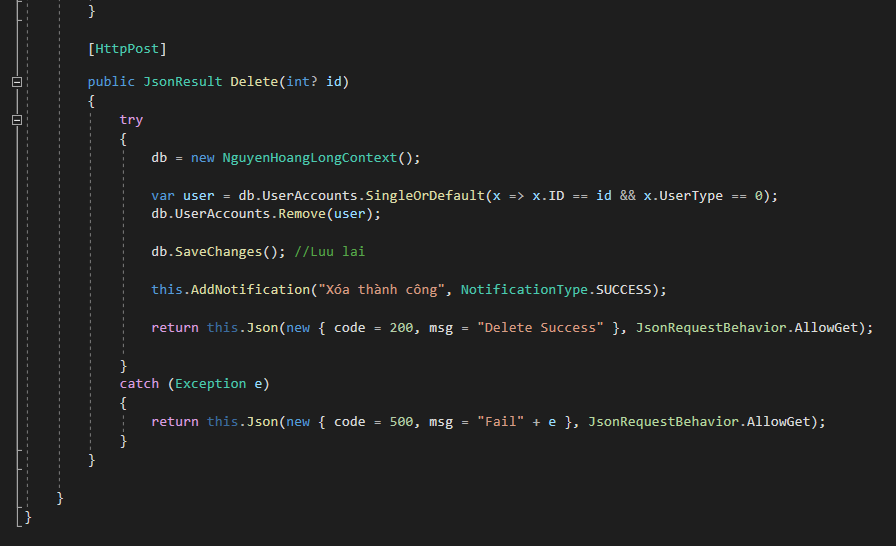 }
[HttpPost]
public JsonResult Delete(int? id)
{
try
{
db = new NguyenHoangLongContext();
var user = db.UserAccounts.SingleOrDefault(x => x.ID == id && x.UserType == 0);
db.UserAccounts.Remove(user);
db.SaveChanges(); //Luu lai
this.AddNotification("Xóa thành công", NotificationType.SUCCESS);
return this.Json(new { code = 200, msg = "Delete Success" }, JsonRequestBehavior.AllowGet);
}
catch (Exception e)
{
return this.Json(new { code = 500, msg = "Fail" + e }, JsonRequestBehavior.AllowGet);
}
}
}
}